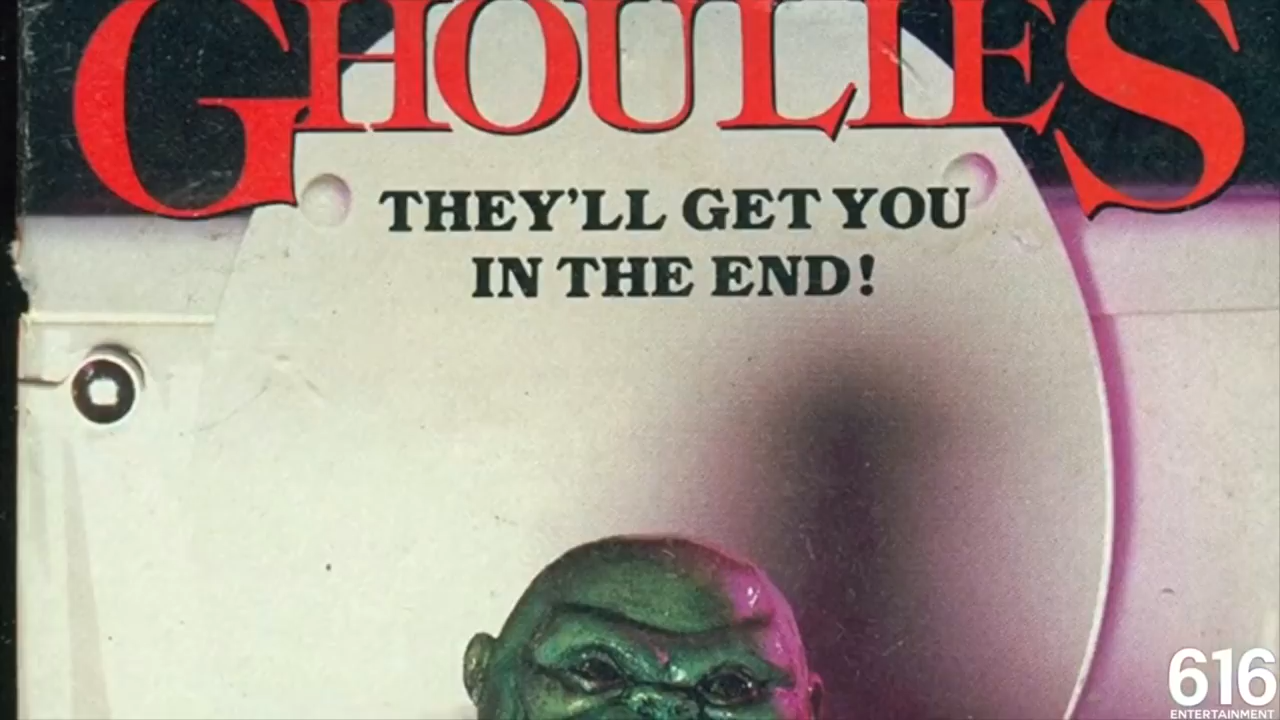 GHOULIES
THEY'LL GET YOU
IN THE END!
616
ENTERTAINMENT